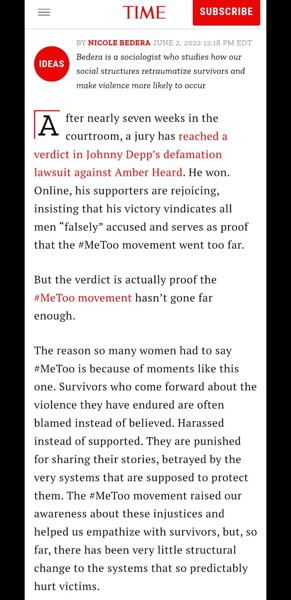 TIME
SUBSCRIBE
BY NICOLE BEDERA JUNE 2, 2022 12:18 PM EDT
IDEAS
Bedera is a sociologist who studies how our
social structures retraumatize survivors and
make violence more likely to occur
After nearly seven weeks in the
courtroom, a jury has reached a
verdict in Johnny Depp’s defamation
lawsuit against Amber Heard. He won.
Online, his supporters are rejoicing,
insisting that his victory vindicates all
men “falsely” accused and serves as proof
that the #MeToo movement went too far.
But the verdict is actually proof the
#MeToo movement hasn’t gone far
enough.
The reason so many women had to say
#MeToo is because of moments like this
one. Survivors who come forward about the
violence they have endured are often
blamed instead of believed. Harassed
instead of supported. They are punished
for sharing their stories, betrayed by the
very systems that are supposed to protect
them. The #MeToo movement raised our
awareness about these injustices and
helped us empathize with survivors, but, so
far, there has been very little structural
change to the systems that so predictably
hurt victims.